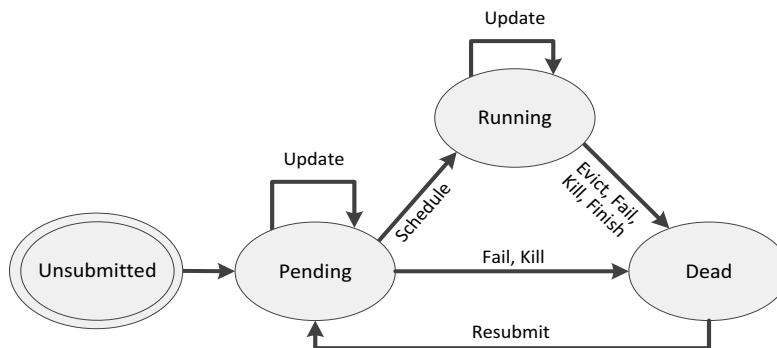 Update
Running
Update
Schedule
Evict, Fail,
Kill, Finish
Unsubmitted
Pending
Fail, Kill
Dead
Resubmit